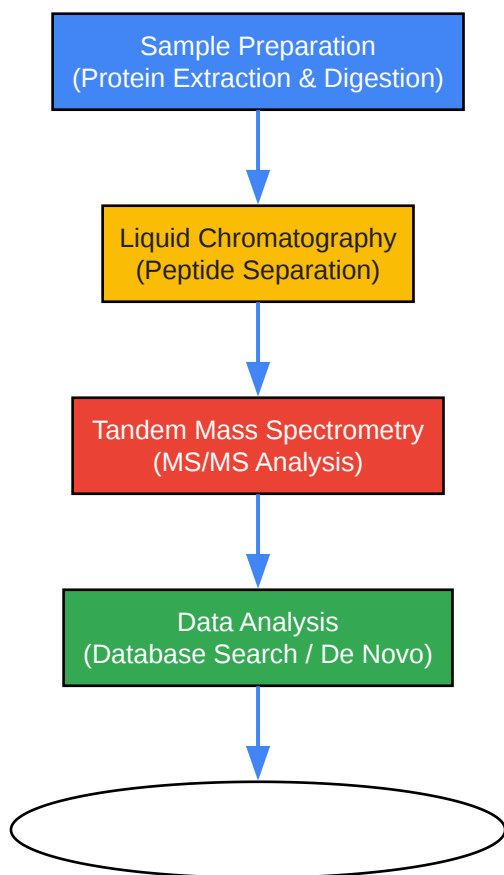 Sample Preparation
(Protein Extraction & Digestion)
Liquid Chromatography
(Peptide Separation)
Tandem Mass Spectrometry
(MS/MS Analysis)
Data Analysis
(Database Search / De Novo)